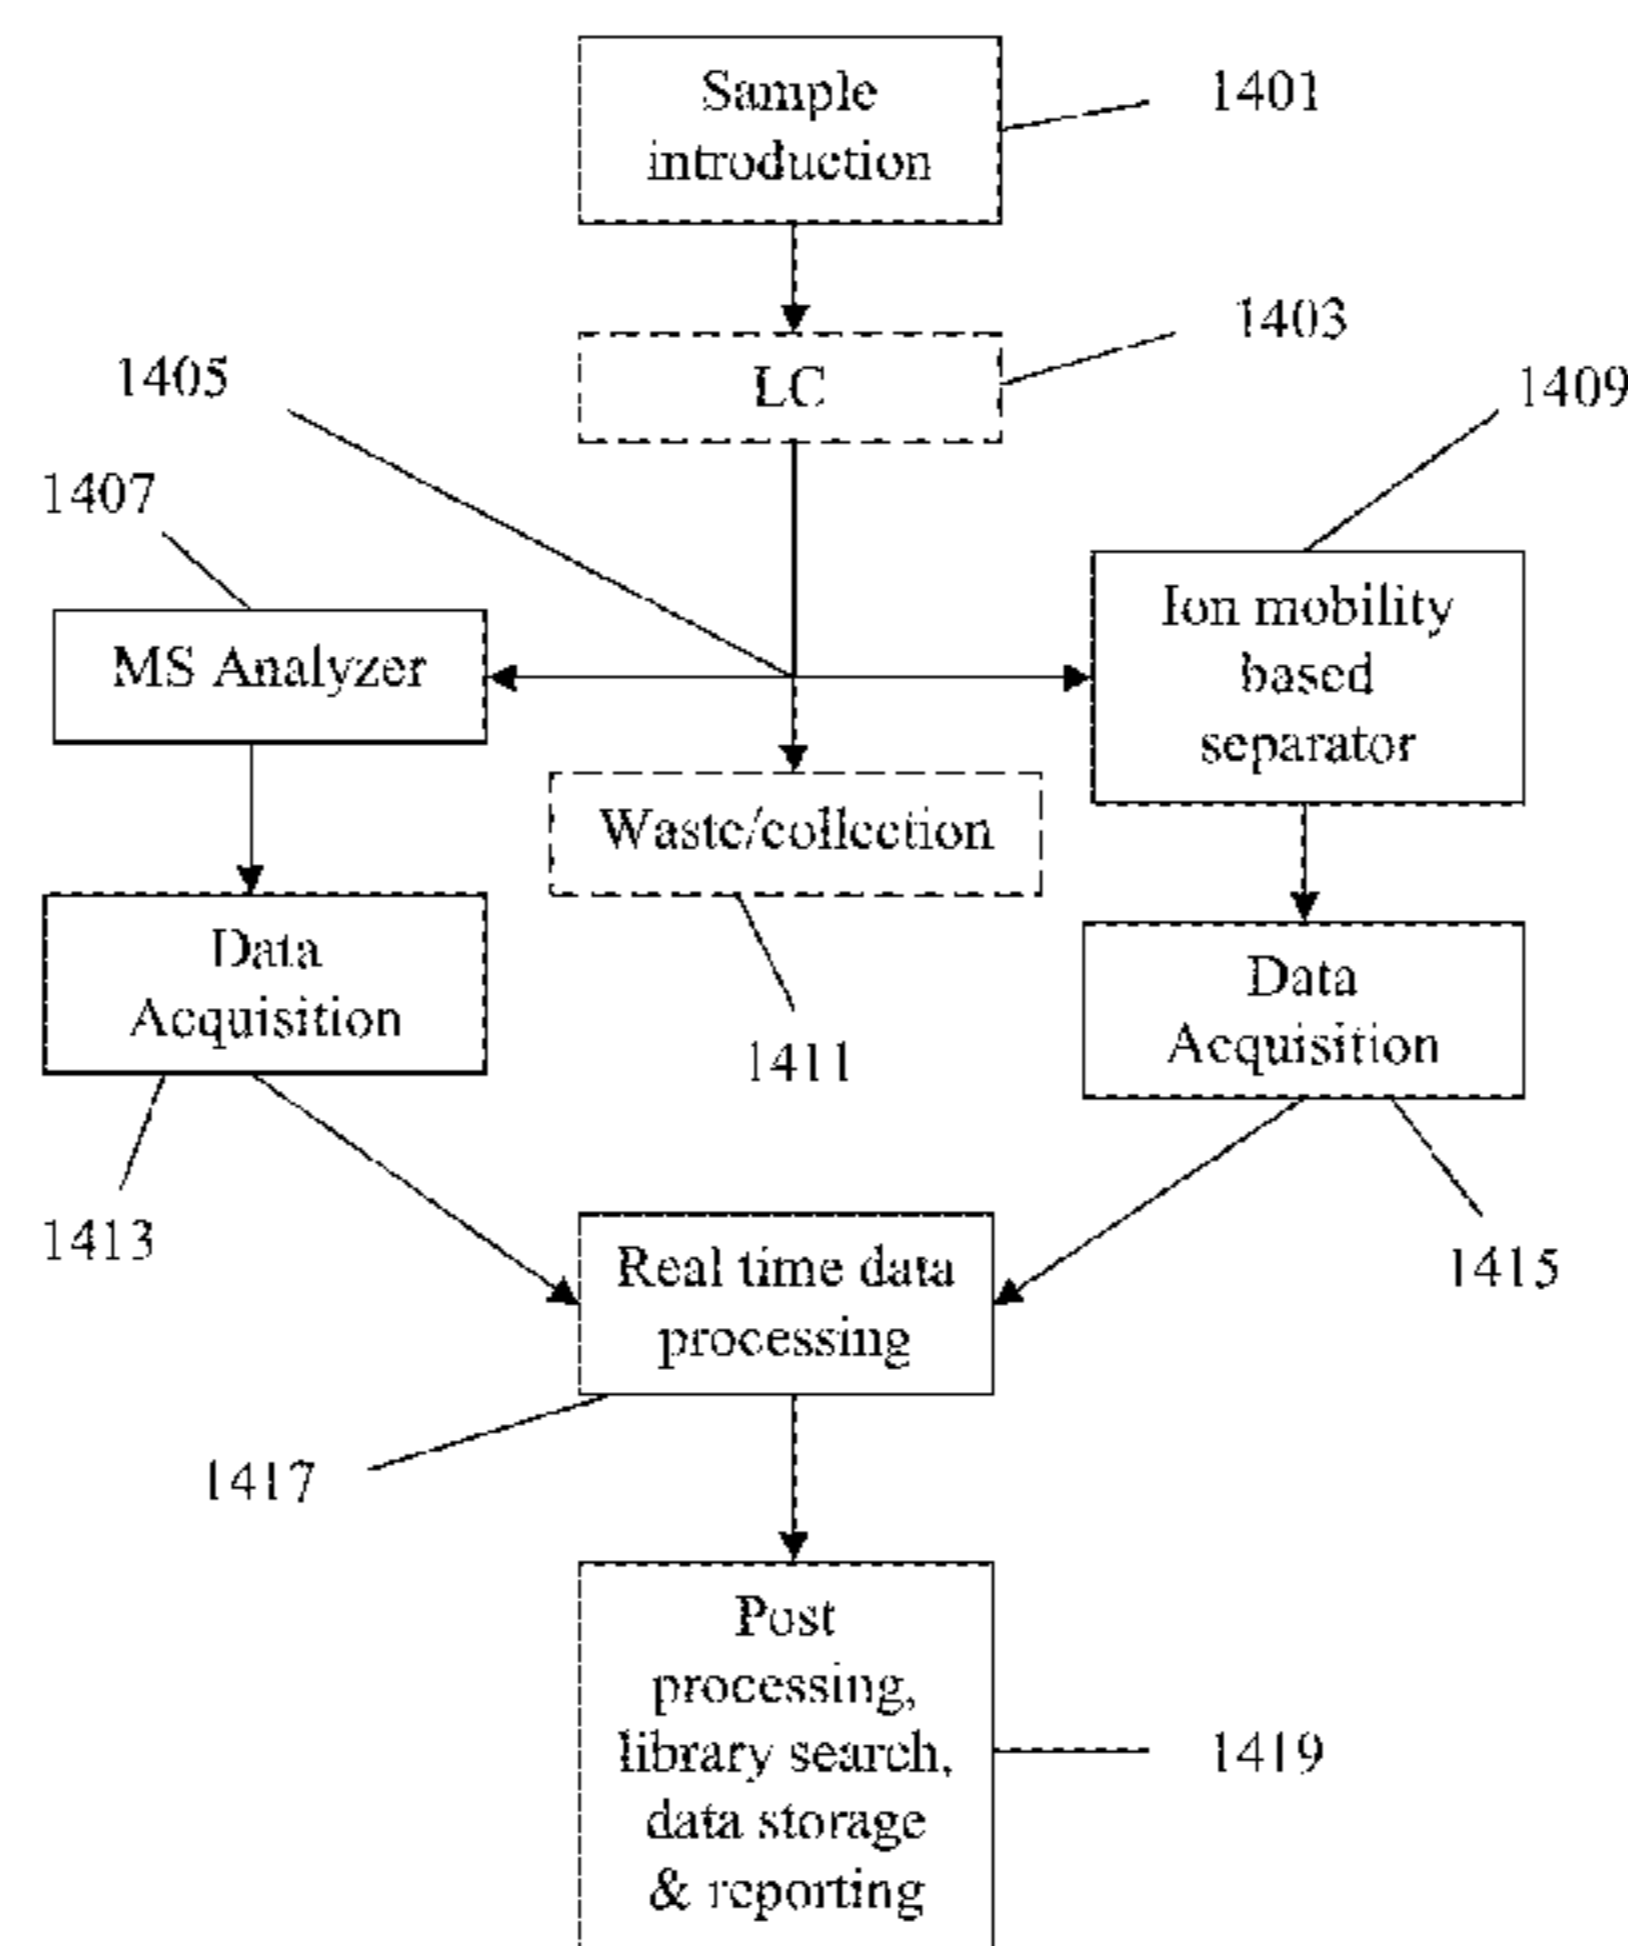 Sample
introduction
1401
LC
1403
1405
1409
1407
MS Analyzer
Ion mobility
based
separator
Waste/collection
1411
Data
Acquisition
Data
Acquisition
1413
1415
Real time data
processing
1417
Post
processing,
library search,
data storage
& reporting
1419